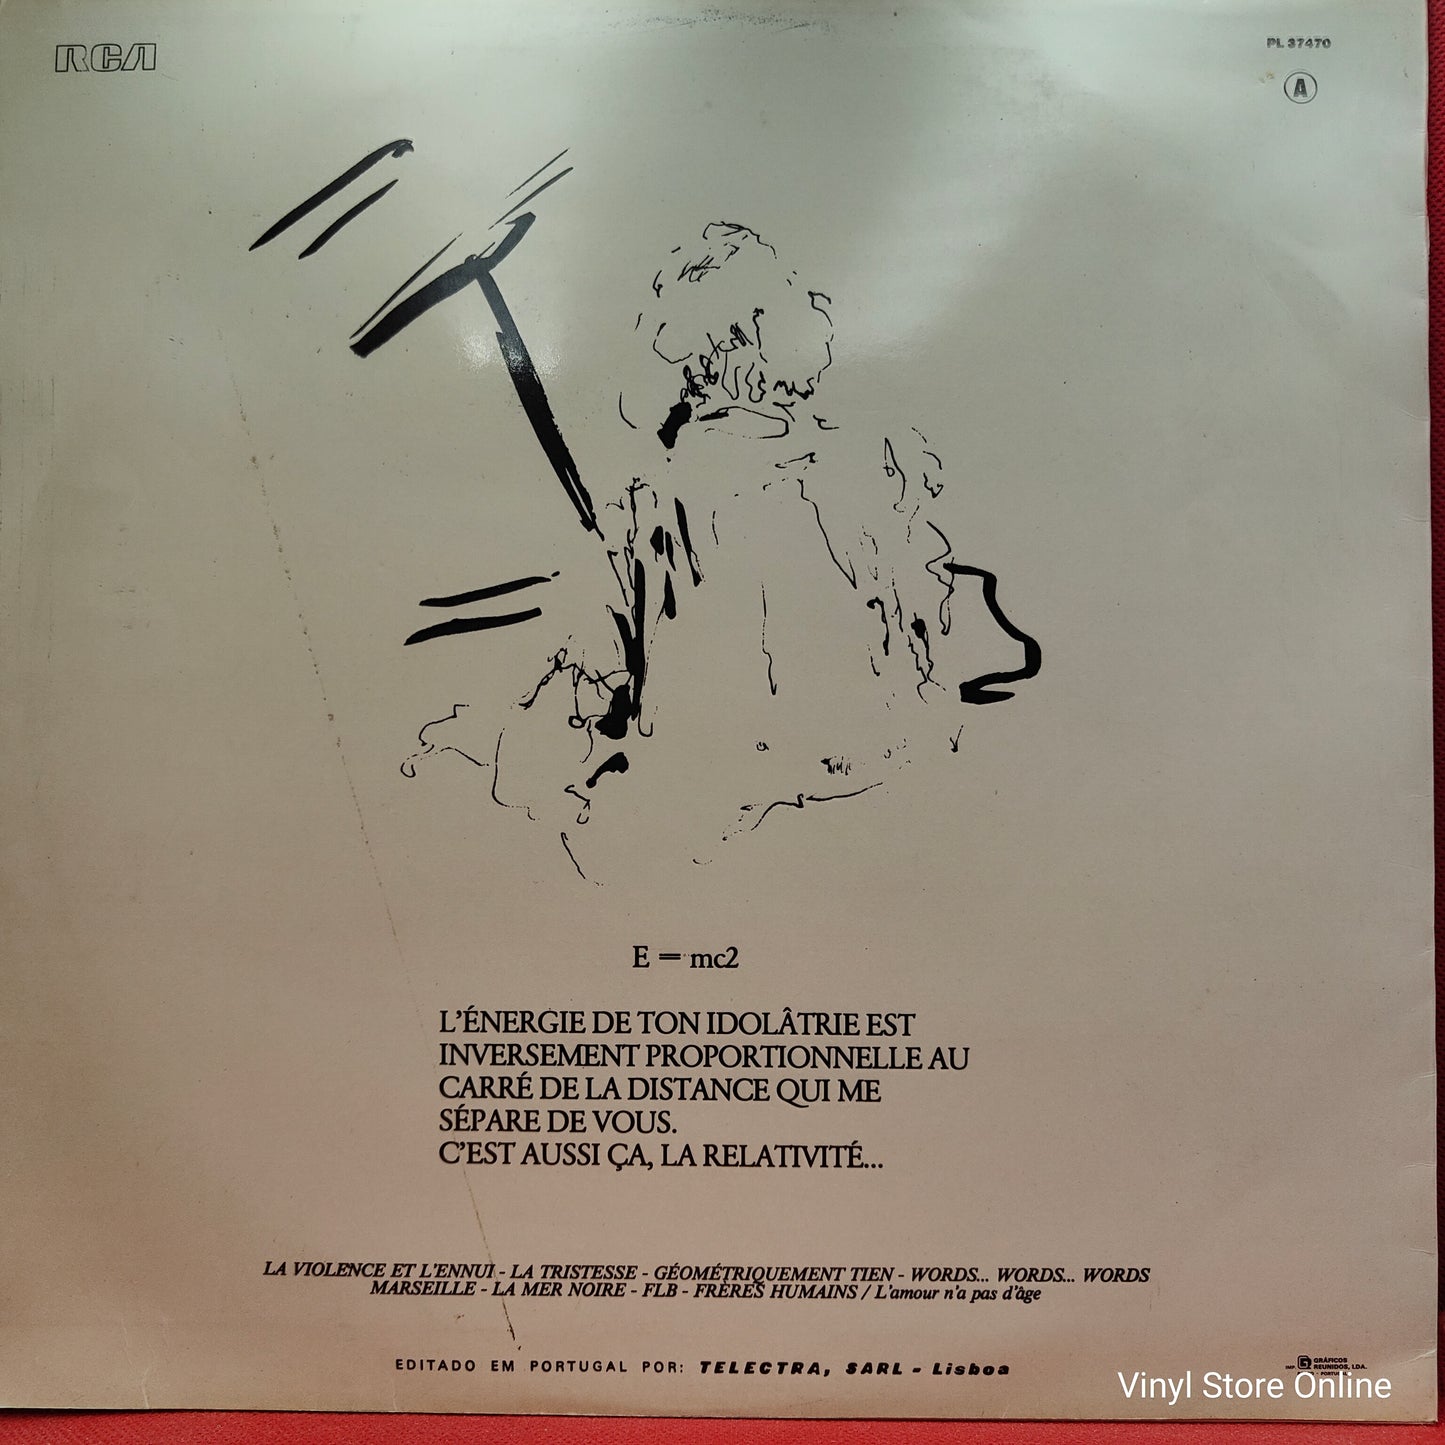 RCA
PL 37470
A
E = mc2
L'ÉNERGIE DE TON IDOLÂTRIE EST
INVERSEMENT PROPORTIONNELLE AU
CARRÉ DE LA DISTANCE QUI ME
SÉPARE DE VOUS.
C'EST AUSSI ÇA, LA RELATIVITÉ...
LA VIOLENCE ET L'ENNUI - LA TRISTESSE - GÉOMÉTRIQUEMENT TIEN - WORDS... WORDS... WORDS
MARSEILLE - LA MER NOIRE - FLB - FRÈRES HUMAINS / L'amour n'a pas d'âge
EDITADO EM PORTUGAL POR: TELECTRA, SARL - Lisboa
IMP. G GRÁFICOS
REUNIDOS, LDA.
PORTUGAL
Vinyl Store Online